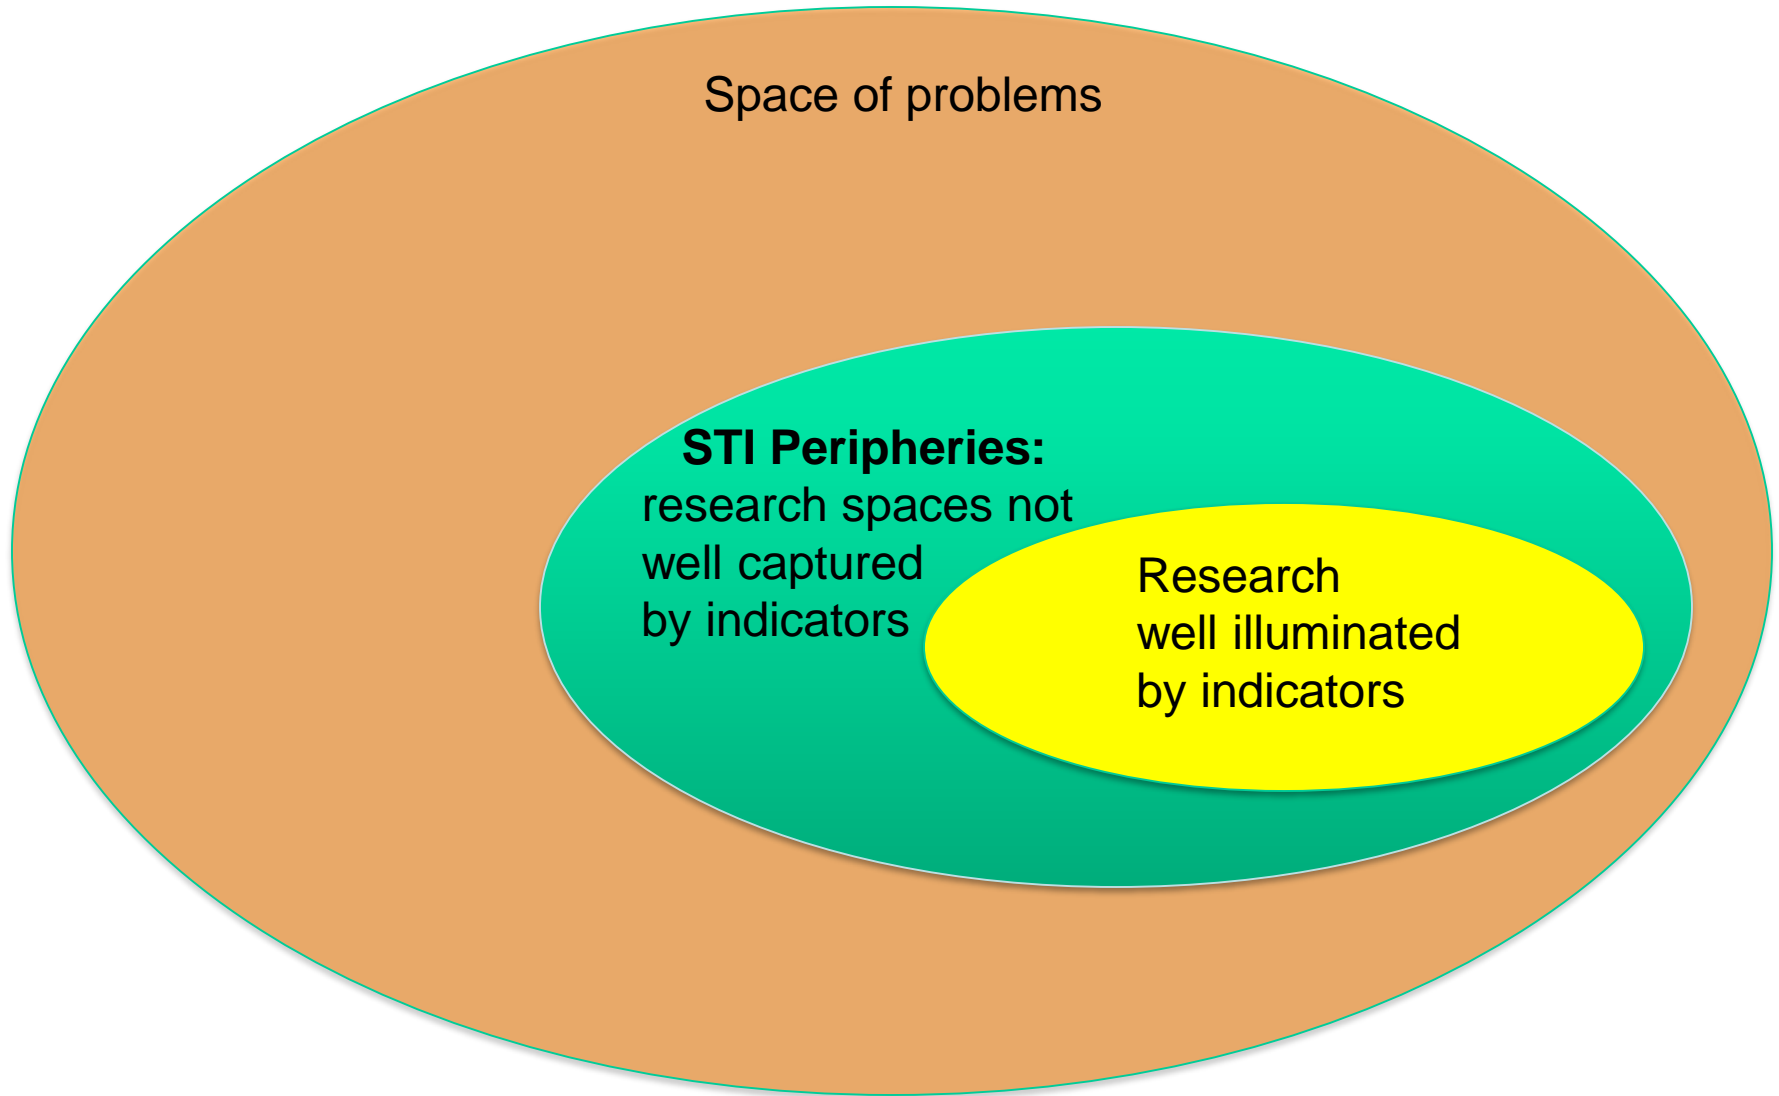 Space of problems
STI Peripheries:
research spaces not
well captured
by indicators
Research
well illuminated
by indicators